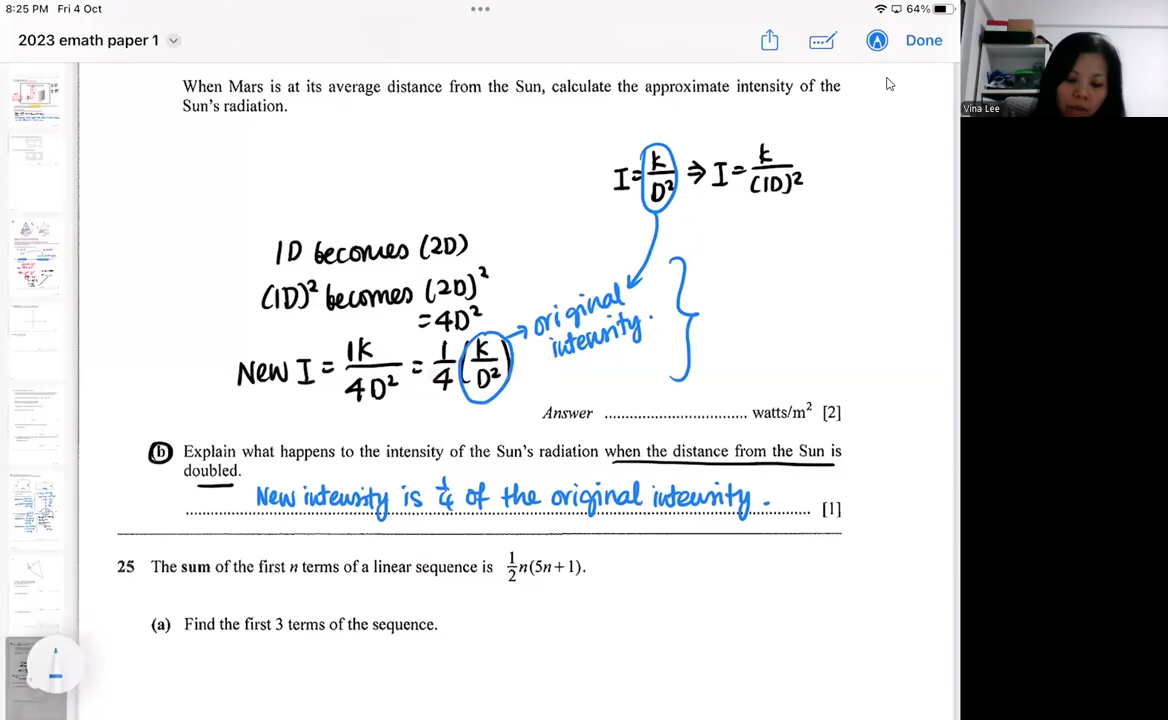 8:25 PM Fri 4 Oct
64%
2023 emath paper 1
Done
Vina Lee
When Mars is at its average distance from the Sun, calculate the approximate intensity of the
Sun's radiation.
I = k/D² ⇒ I = k/(1D)²
1D becomes (2D)
(1D)² becomes (2D)²
= 4D²
→ original
intensity.
New I = 1k/4D² = 1/4 (k/D²)
Answer ................................. watts/m² [2]
(b) Explain what happens to the intensity of the Sun's radiation when the distance from the Sun is
doubled.
New intensity is 1/4 of the original intensity.
[1]
25 The sum of the first n terms of a linear sequence is 1/2 n(5n+1).
(a) Find the first 3 terms of the sequence.